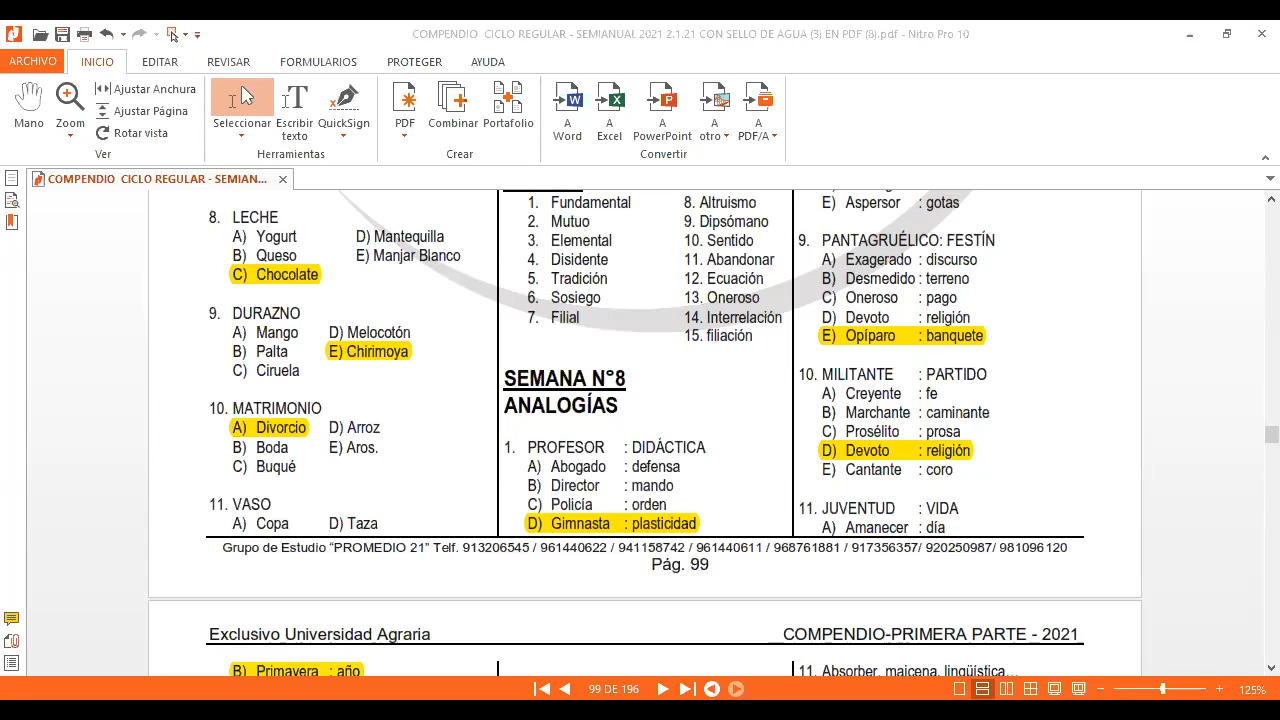 COMPENDIO CICLO REGULAR - SEMIANUAL 2021 2.1.21 CON SELLO DE AGUA (3) EN PDF (8).pdf - Nitro Pro 10
ARCHIVO INICIO EDITAR REVISAR FORMULARIOS PROTEGER AYUDA
Mano
Zoom
Ajustar Anchura
Ajustar Página
Rotar vista
Ver
Seleccionar
Escribir texto
QuickSign
Herramientas
PDF
Combinar
Portafolio
Crear
A Word
A Excel
A PowerPoint
A otro
A PDF/A
Convertir
COMPENDIO CICLO REGULAR - SEMIAN...
8. LECHE
A) Yogurt D) Mantequilla
B) Queso E) Manjar Blanco
C) Chocolate
9. DURAZNO
A) Mango D) Melocotón
B) Palta E) Chirimoya
C) Ciruela
10. MATRIMONIO
A) Divorcio D) Arroz
B) Boda E) Aros.
C) Buqué
11. VASO
A) Copa D) Taza
1. Fundamental 8. Altruismo
2. Mutuo 9. Dipsómano
3. Elemental 10. Sentido
4. Disidente 11. Abandonar
5. Tradición 12. Ecuación
6. Sosiego 13. Oneroso
7. Filial 14. Interrelación
15. filiación
SEMANA N°8
ANALOGÍAS
1. PROFESOR : DIDÁCTICA
A) Abogado : defensa
B) Director : mando
C) Policía : orden
D) Gimnasta : plasticidad
E) Aspersor : gotas
9. PANTAGRUÉLICO: FESTÍN
A) Exagerado : discurso
B) Desmedido : terreno
C) Oneroso : pago
D) Devoto : religión
E) Opíparo : banquete
10. MILITANTE : PARTIDO
A) Creyente : fe
B) Marchante : caminante
C) Prosélito : prosa
D) Devoto : religión
E) Cantante : coro
11. JUVENTUD : VIDA
A) Amanecer : día
Grupo de Estudio “PROMEDIO 21” Telf. 913206545 / 961440622 / 941158742 / 961440611 / 968761881 / 917356357/ 920250987/ 981096120
Pág. 99
Exclusivo Universidad Agraria COMPENDIO-PRIMERA PARTE - 2021
B) Primavera : año
11. Absorber, maicena, lingüística...
99 DE 196
125%